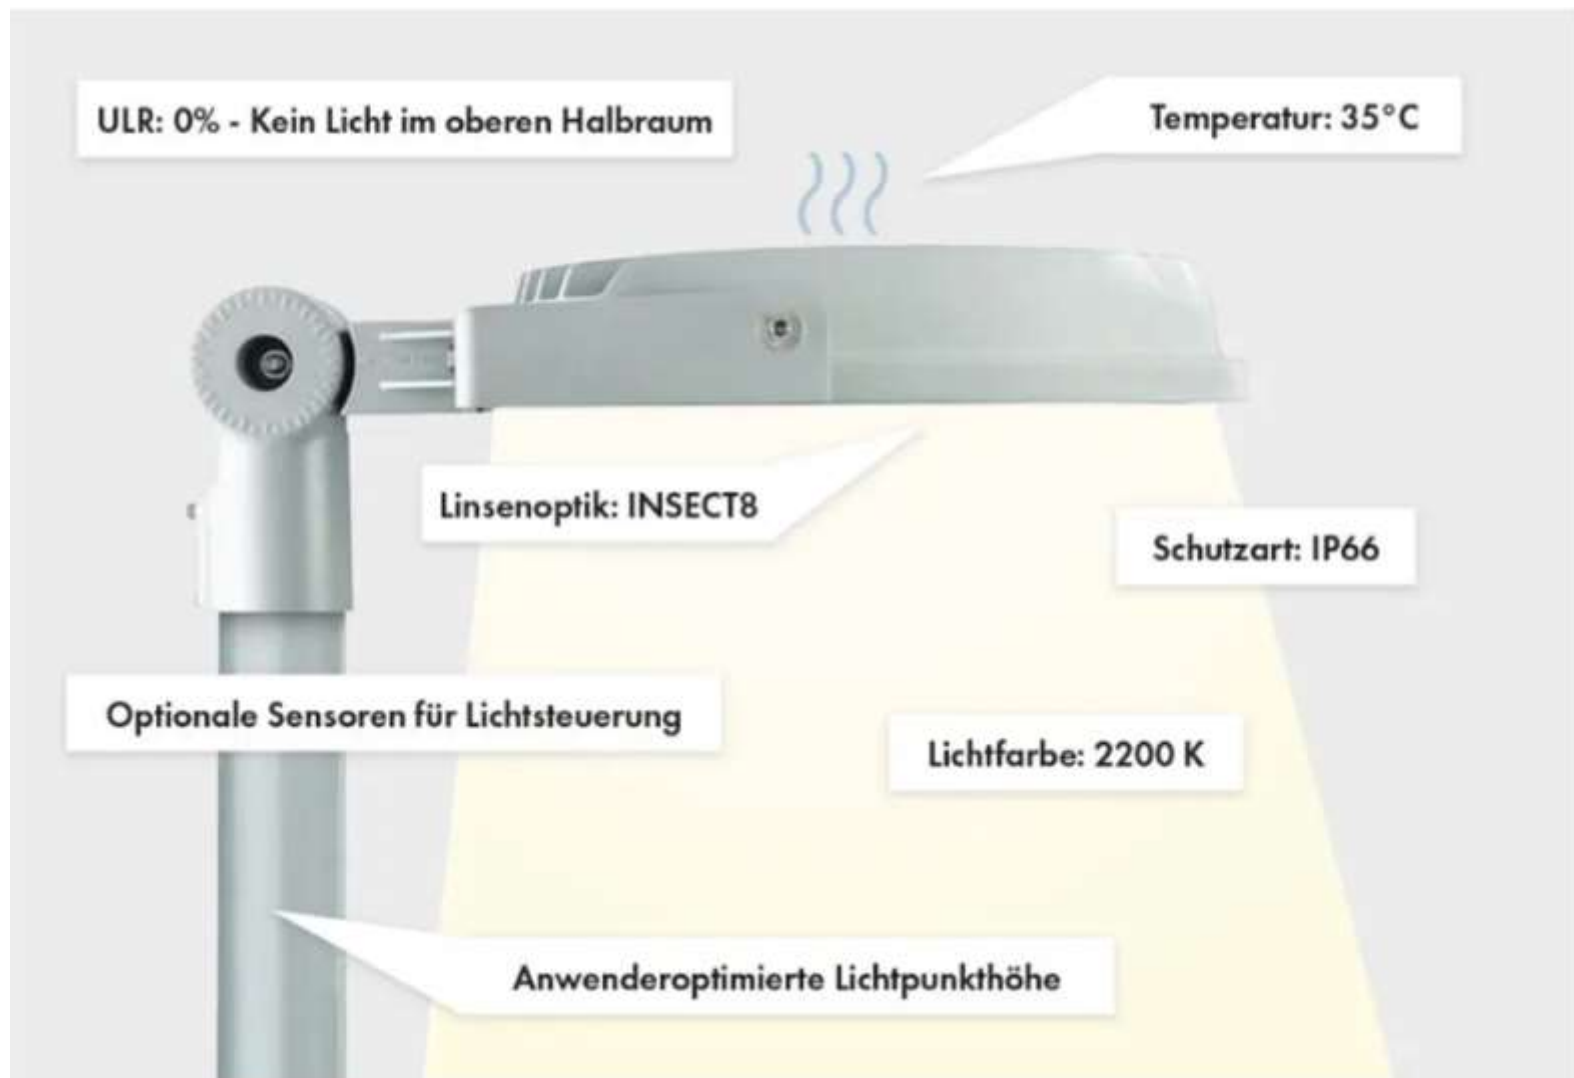 ULR: 0% - Kein Licht im oberen Halbraum
Temperatur: 35°C
Linsenoptik: INSECT8
Schutzart: IP66
Optionale Sensoren für Lichtsteuerung
Lichtfarbe: 2200 K
Anwenderoptimierte Lichtpunkthöhe